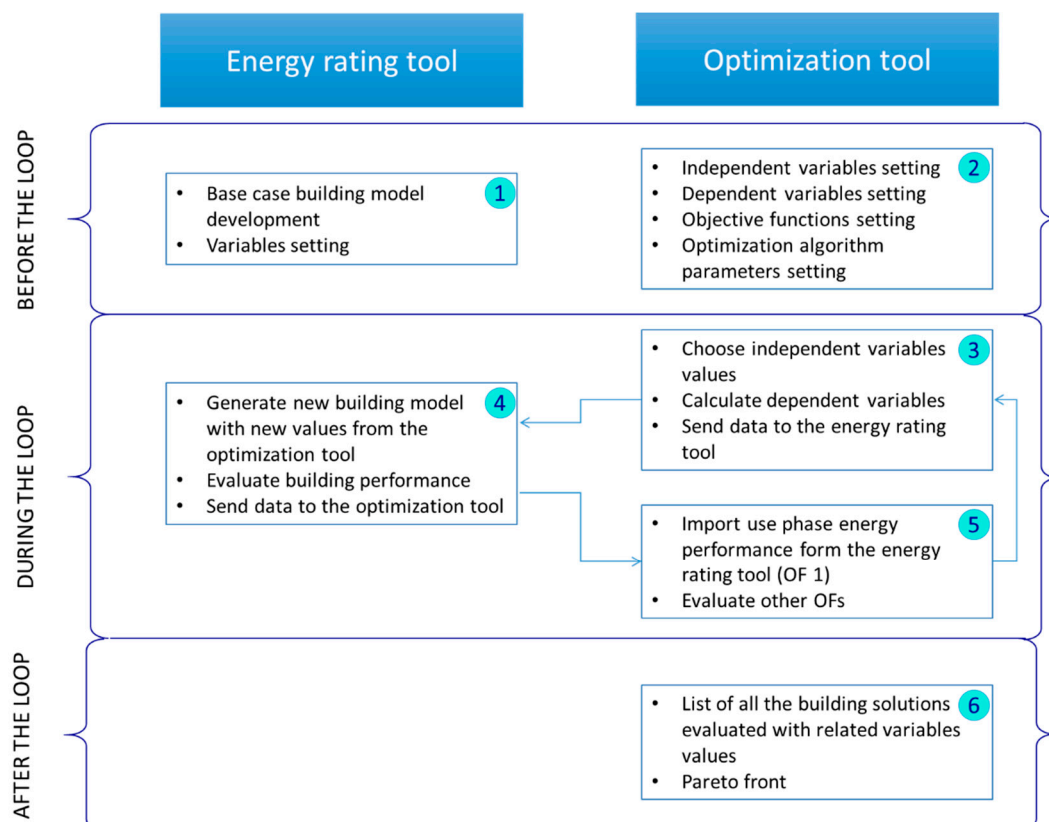 Energy rating tool
Optimization tool
BEFORE THE LOOP
1
• Base case building model
development
• Variables setting
2
• Independent variables setting
• Dependent variables setting
• Objective functions setting
• Optimization algorithm
parameters setting
DURING THE LOOP
3
• Choose independent variables
values
• Calculate dependent variables
• Send data to the energy
rating tool
4
• Generate new building model
with new values from the
optimization tool
• Evaluate building performance
• Send data to the optimization tool
5
• Import use phase energy
performance form the energy
rating tool (OF 1)
• Evaluate other OFs
AFTER THE LOOP
6
• List of all the building solutions
evaluated with related variables
values
• Pareto front